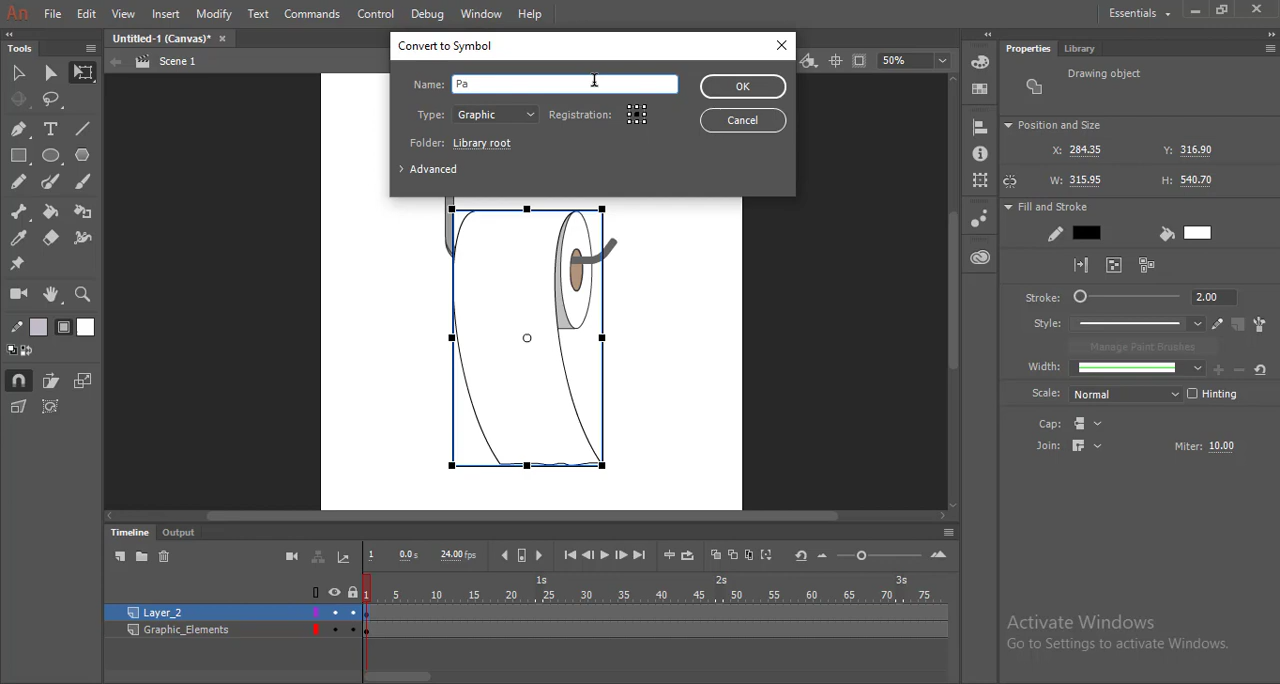 An File Edit View Insert Modify Text Commands Control Debug Window Help Essentials
Untitled-1 (Canvas)* ×
Tools
Scene 1
50%
Convert to Symbol
Name: Pa
OK
Type: Graphic Registration:
Cancel
Folder: Library root
Advanced
Properties Library
Drawing object
Position and Size
X: 284.35 Y: 316.90
W: 315.95 H: 540.70
Fill and Stroke
Stroke: 2.00
Style:
Manage Paint Brushes
Width:
Scale: Normal Hinting
Cap:
Join: Miter: 10.00
Timeline Output
1 0.0s 24.00fps
1s 2s 3s
1 5 10 15 20 25 30 35 40 45 50 55 60 65 70 75
Layer_2
Graphic_Elements
Activate Windows
Go to Settings to activate Windows.